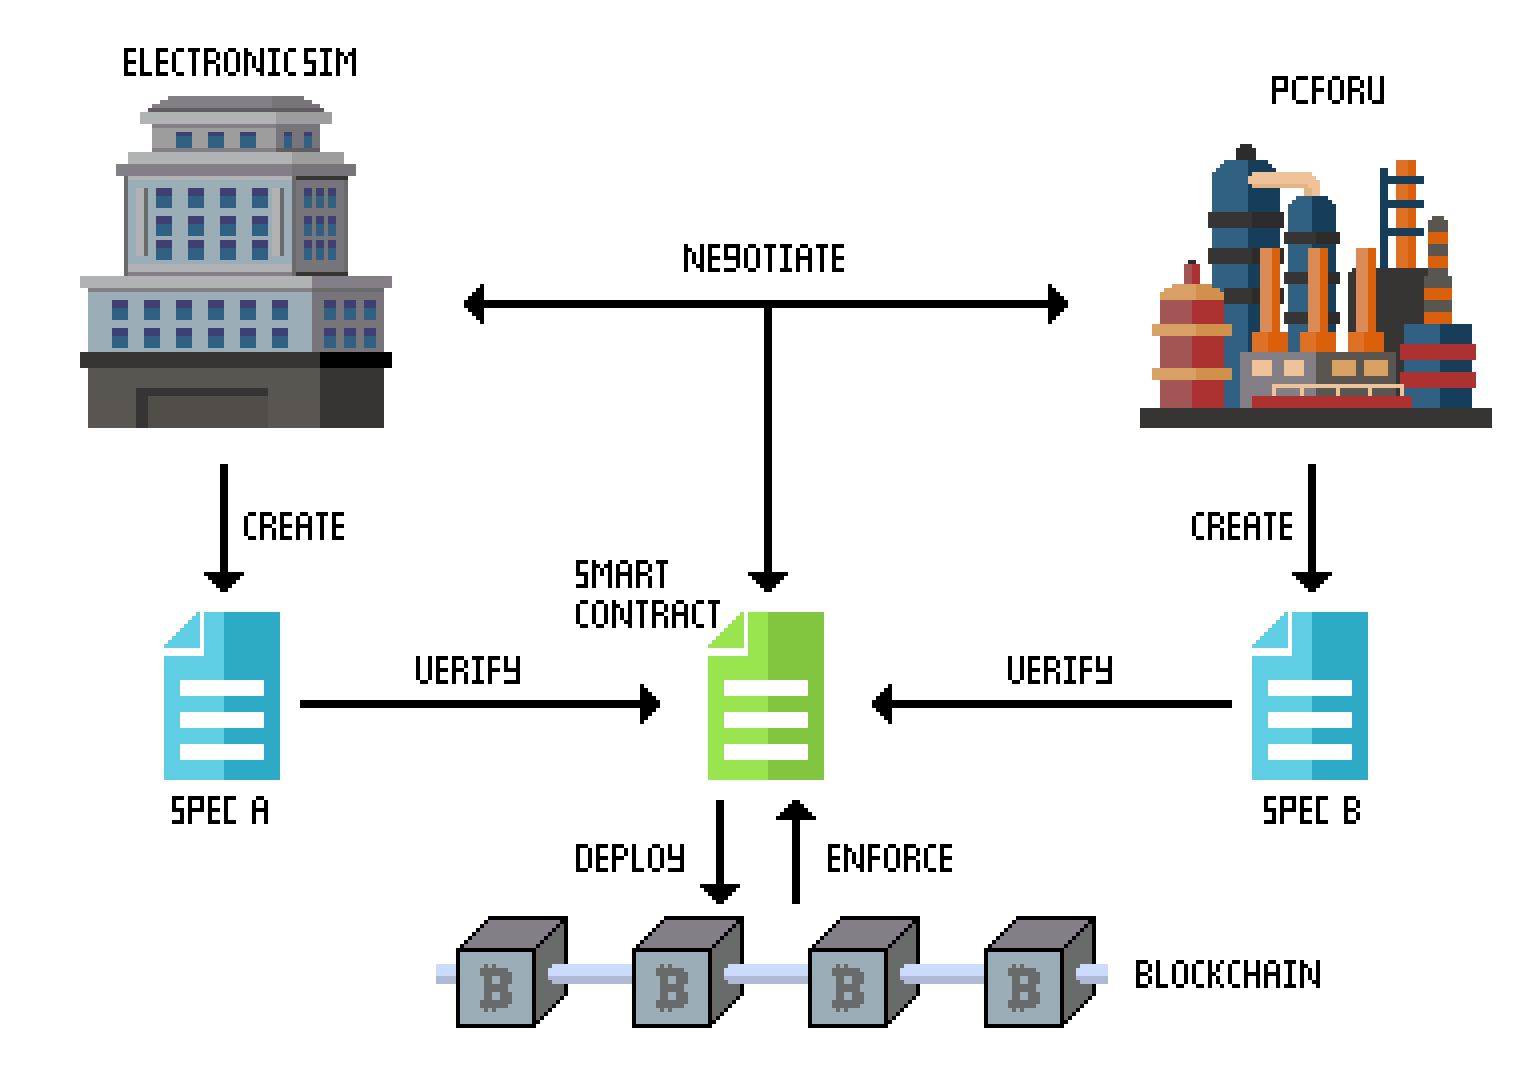 ELECTRONICSIM
PCFORU
NEGOTIATE
CREATE
CREATE
SMART
CONTRACT
VERIFY
VERIFY
SPEC A
SPEC B
DEPLOY
ENFORCE
BLOCKCHAIN